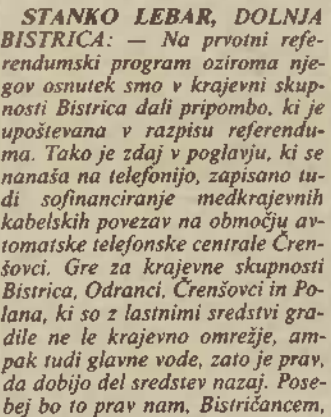 STANKO LEBAR, DOLNJA
BISTRICA: — Na prvotni refe-
rendumski program oziroma nje-
gov osnutek smo v krajevni skup-
nosti Bistrica dali pripombo, ki je
upoštevana v razpisu referendu-
ma. Tako je zdaj v poglavju, ki se
nanaša na telefonijo, zapisano tu-
di sofinanciranje medkrajevnih
kabelskih povezav na območju av-
tomatske telefonske centrale Čren-
šovci. Gre za krajevne skupnosti
Bistrica, Odranci, Črenšovci in Po-
lana, ki so z lastnimi sredstvi gra-
dile ne le krajevno omrežje, am-
pak tudi glavne vode, zato je prav,
da dobijo del sredstev nazaj. Pose-
bej bo to prav nam, Bistričancem,